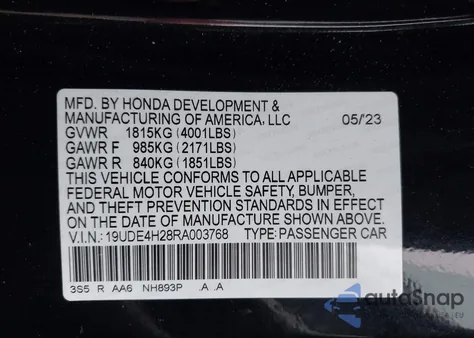 MFD. BY HONDA DEVELOPMENT &
MANUFACTURING OF AMERICA, LLC 05/'23
GVWR 1815KG (4001LBS)
GAWR F 985KG (2171LBS)
GAWR R 840KG (1851LBS)
THIS VEHICLE CONFORMS TO ALL APPLICABLE
FEDERAL MOTOR VEHICLE SAFETY, BUMPER,
AND THEFT PREVENTION STANDARDS IN EFFECT
ON THE DATE OF MANUFACTURE SHOWN ABOVE.
V.I.N.: 19UDE4H28RA003768 TYPE: PASSENGER CAR
3S5 R AA6 NH893P .A .A
autoSnap